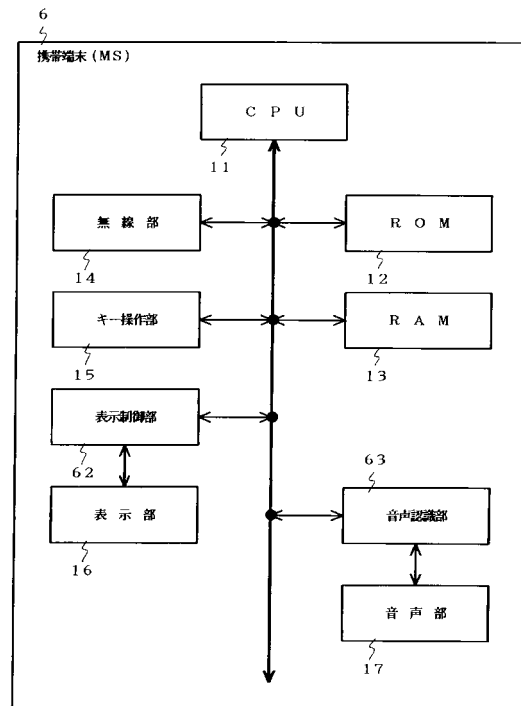 6
携帯端末(MS)
CPU
11
無線部
14
ROM
12
キー操作部
15
RAM
13
表示制御部
62
63
音声認識部
表示部
16
音声部
17